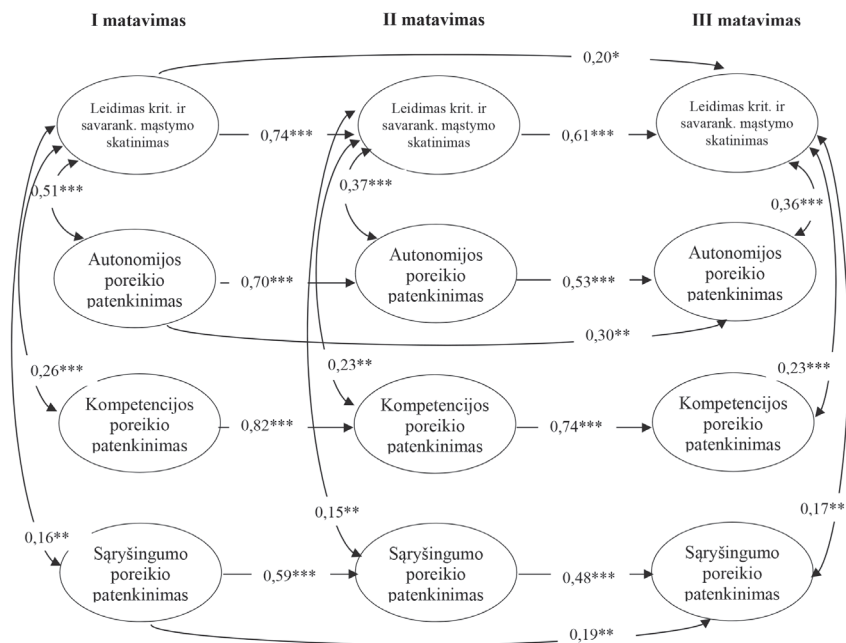 I matavimas
II matavimas
III matavimas
0,20*
Leidimas krit. ir
savarank. mąstymo
skatinimas
0,74***
Leidimas krit. ir
savarank. mąstymo
skatinimas
0,61***
Leidimas krit. ir
savarank. mąstymo
skatinimas
0,51***
0,37***
0,36***
Autonomijos
poreikio
patenkinimas
0,70***
Autonomijos
poreikio
patenkinimas
0,53***
Autonomijos
poreikio
patenkinimas
0,30**
0,26***
0,23**
0,23***
Kompetencijos
poreikio
patenkinimas
0,82***
Kompetencijos
poreikio
patenkinimas
0,74***
Kompetencijos
poreikio
patenkinimas
0,16**
0,15**
0,17**
Sąryšingumo
poreikio
patenkinimas
0,59***
Sąryšingumo
poreikio
patenkinimas
0,48***
Sąryšingumo
poreikio
patenkinimas
0,19**